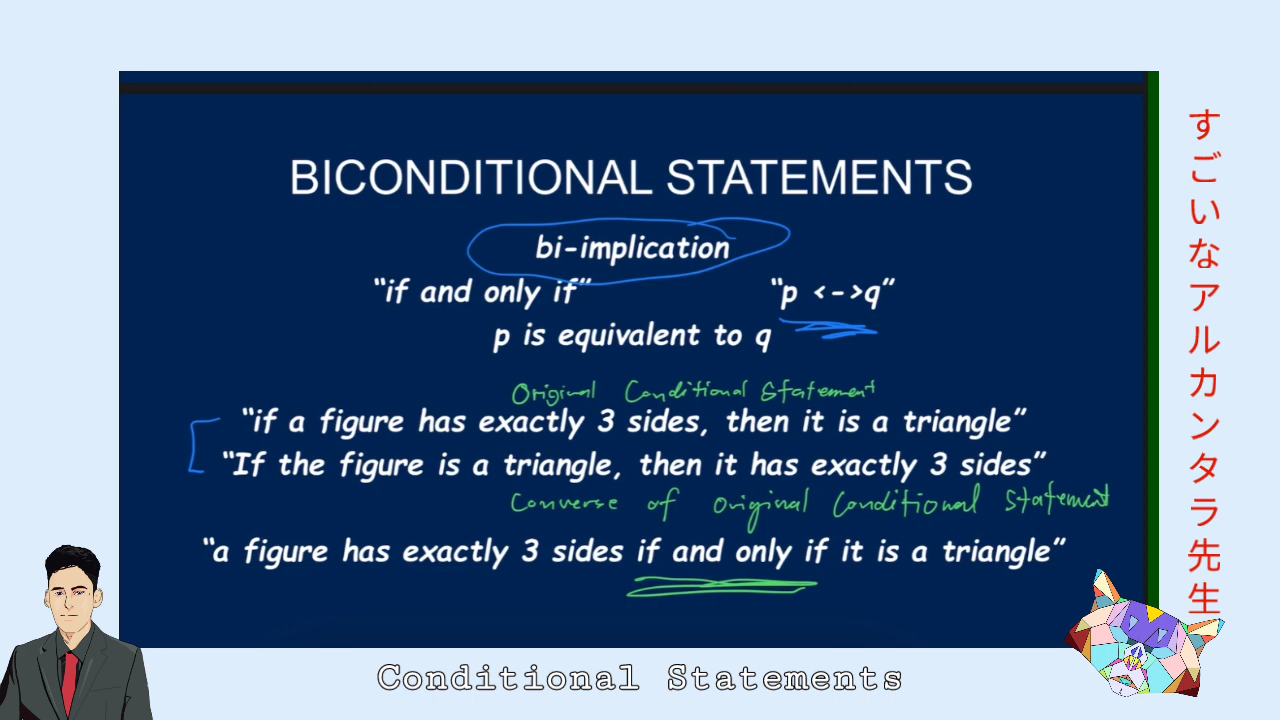 BICONDITIONAL STATEMENTS
bi-implication
“if and only if” “p <->q”
p is equivalent to q
Original Conditional Statement
“if a figure has exactly 3 sides, then it is a triangle”
“If the figure is a triangle, then it has exactly 3 sides”
Converse of Original Conditional Statement
“a figure has exactly 3 sides if and only if it is a triangle”
Conditional Statements
すごいなアルカンタラ先生